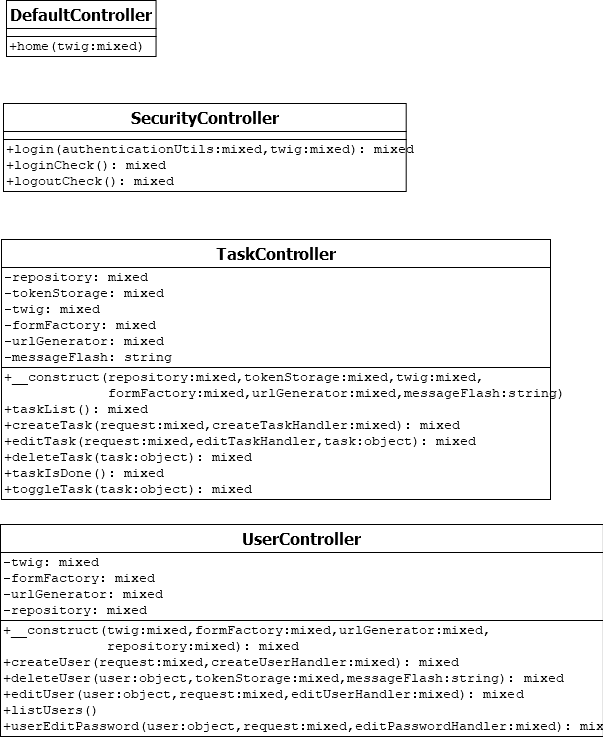 DefaultController
+home(twig:mixed)
SecurityController
+login(authenticationUtils:mixed,twig:mixed): mixed
+loginCheck(): mixed
+logoutCheck(): mixed
TaskController
-repository: mixed
-tokenStorage: mixed
-twig: mixed
-formFactory: mixed
-urlGenerator: mixed
-messageFlash: string
+__construct(repository:mixed,tokenStorage:mixed,twig:mixed,
formFactory:mixed,urlGenerator:mixed,messageFlash:string)
+taskList(): mixed
+createTask(request:mixed,createTaskHandler:mixed): mixed
+editTask(request:mixed,editTaskHandler,task:object): mixed
+deleteTask(task:object): mixed
+taskIsDone(): mixed
+toggleTask(task:object): mixed
UserController
-twig: mixed
-formFactory: mixed
-urlGenerator: mixed
-repository: mixed
+__construct(twig:mixed,formFactory:mixed,urlGenerator:mixed,
repository:mixed): mixed
+createUser(request:mixed,createUserHandler:mixed): mixed
+deleteUser(user:object,tokenStorage:mixed,messageFlash:string): mixed
+editUser(user:object,request:mixed,editUserHandler:mixed): mixed
+listUsers()
+userEditPassword(user:object,request:mixed,editPasswordHandler:mixed): mix